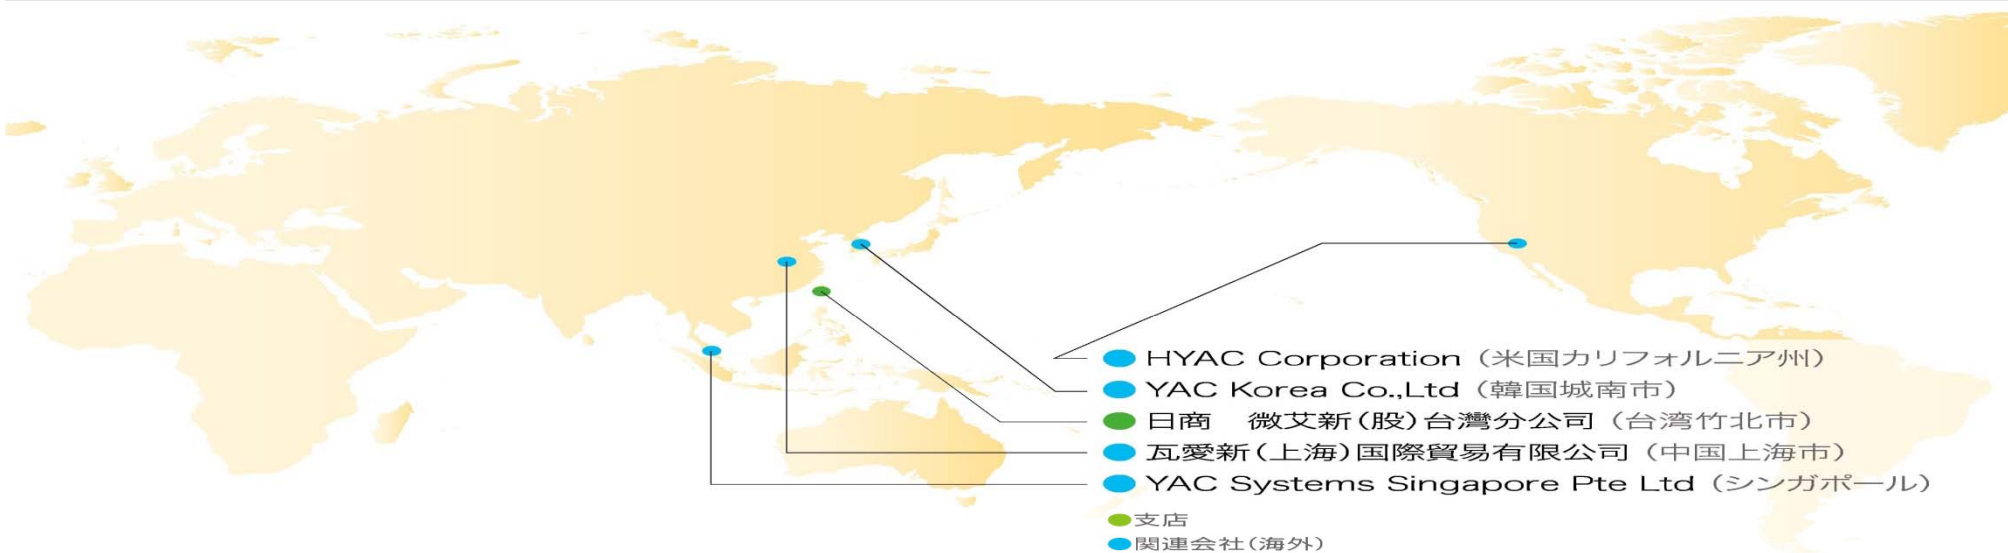 HYAC Corporation（米国カリフォルニア州）
YAC Korea Co.,Ltd（韓国城南市）
日商　微艾新(股)台灣分公司（台湾竹北市）
瓦愛新(上海)国際貿易有限公司（中国上海市）
YAC Systems Singapore Pte Ltd（シンガポール）
支店
関連会社(海外)